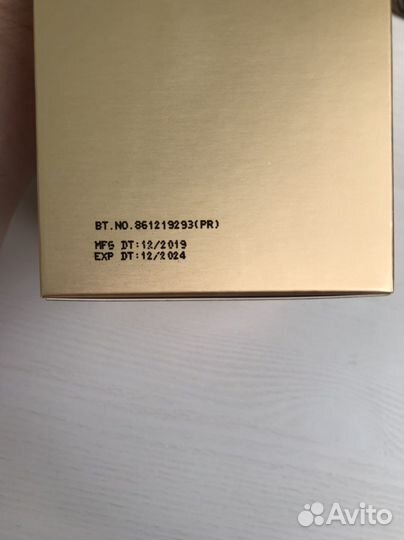 BT.NO.861219293(PR)
MFG DT:12/2019
EXP DT:12/2024
Avito